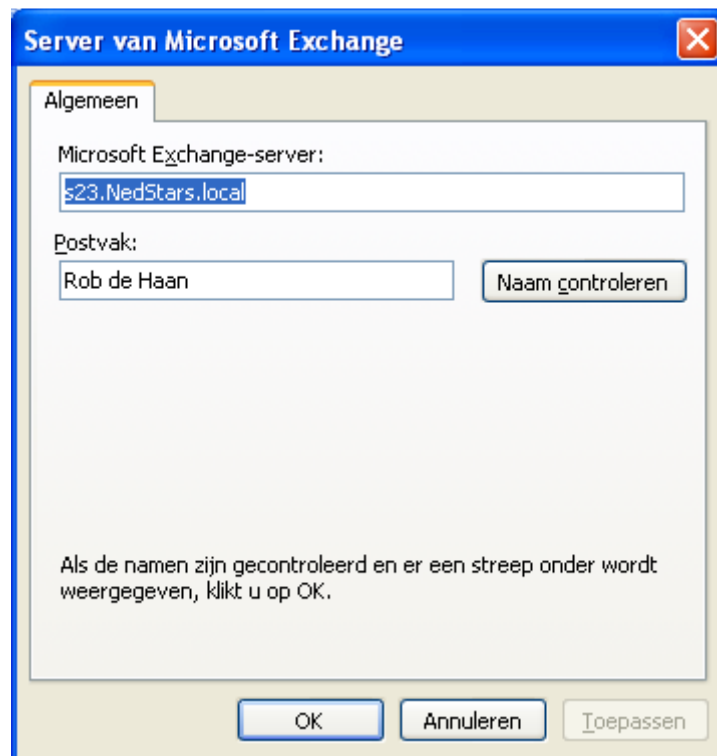 Server van Microsoft Exchange
Algemeen
Microsoft Exchange-server:
s23.NedStars.local
Postvak:
Rob de Haan
Naam controleren
Als de namen zijn gecontroleerd en er een streep onder wordt
weergegeven, klikt u op OK.
OK
Annuleren
Toepassen